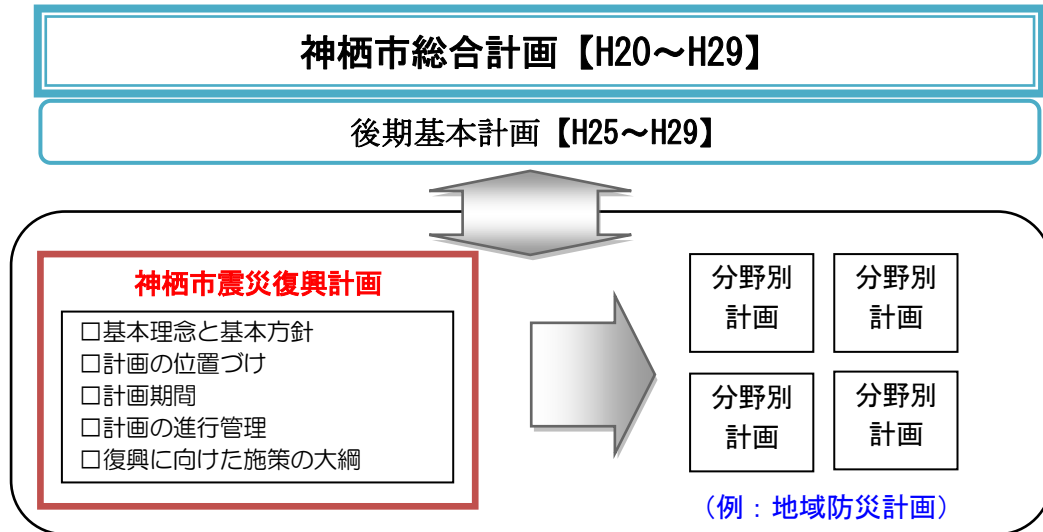 神栖市総合計画【H20～H29】
後期基本計画【H25～H29】
神栖市震災復興計画
□基本理念と基本方針
□計画の位置づけ
□計画期間
□計画の進行管理
□復興に向けた施策の大綱
分野別
計画
分野別
計画
分野別
計画
分野別
計画
（例：地域防災計画）